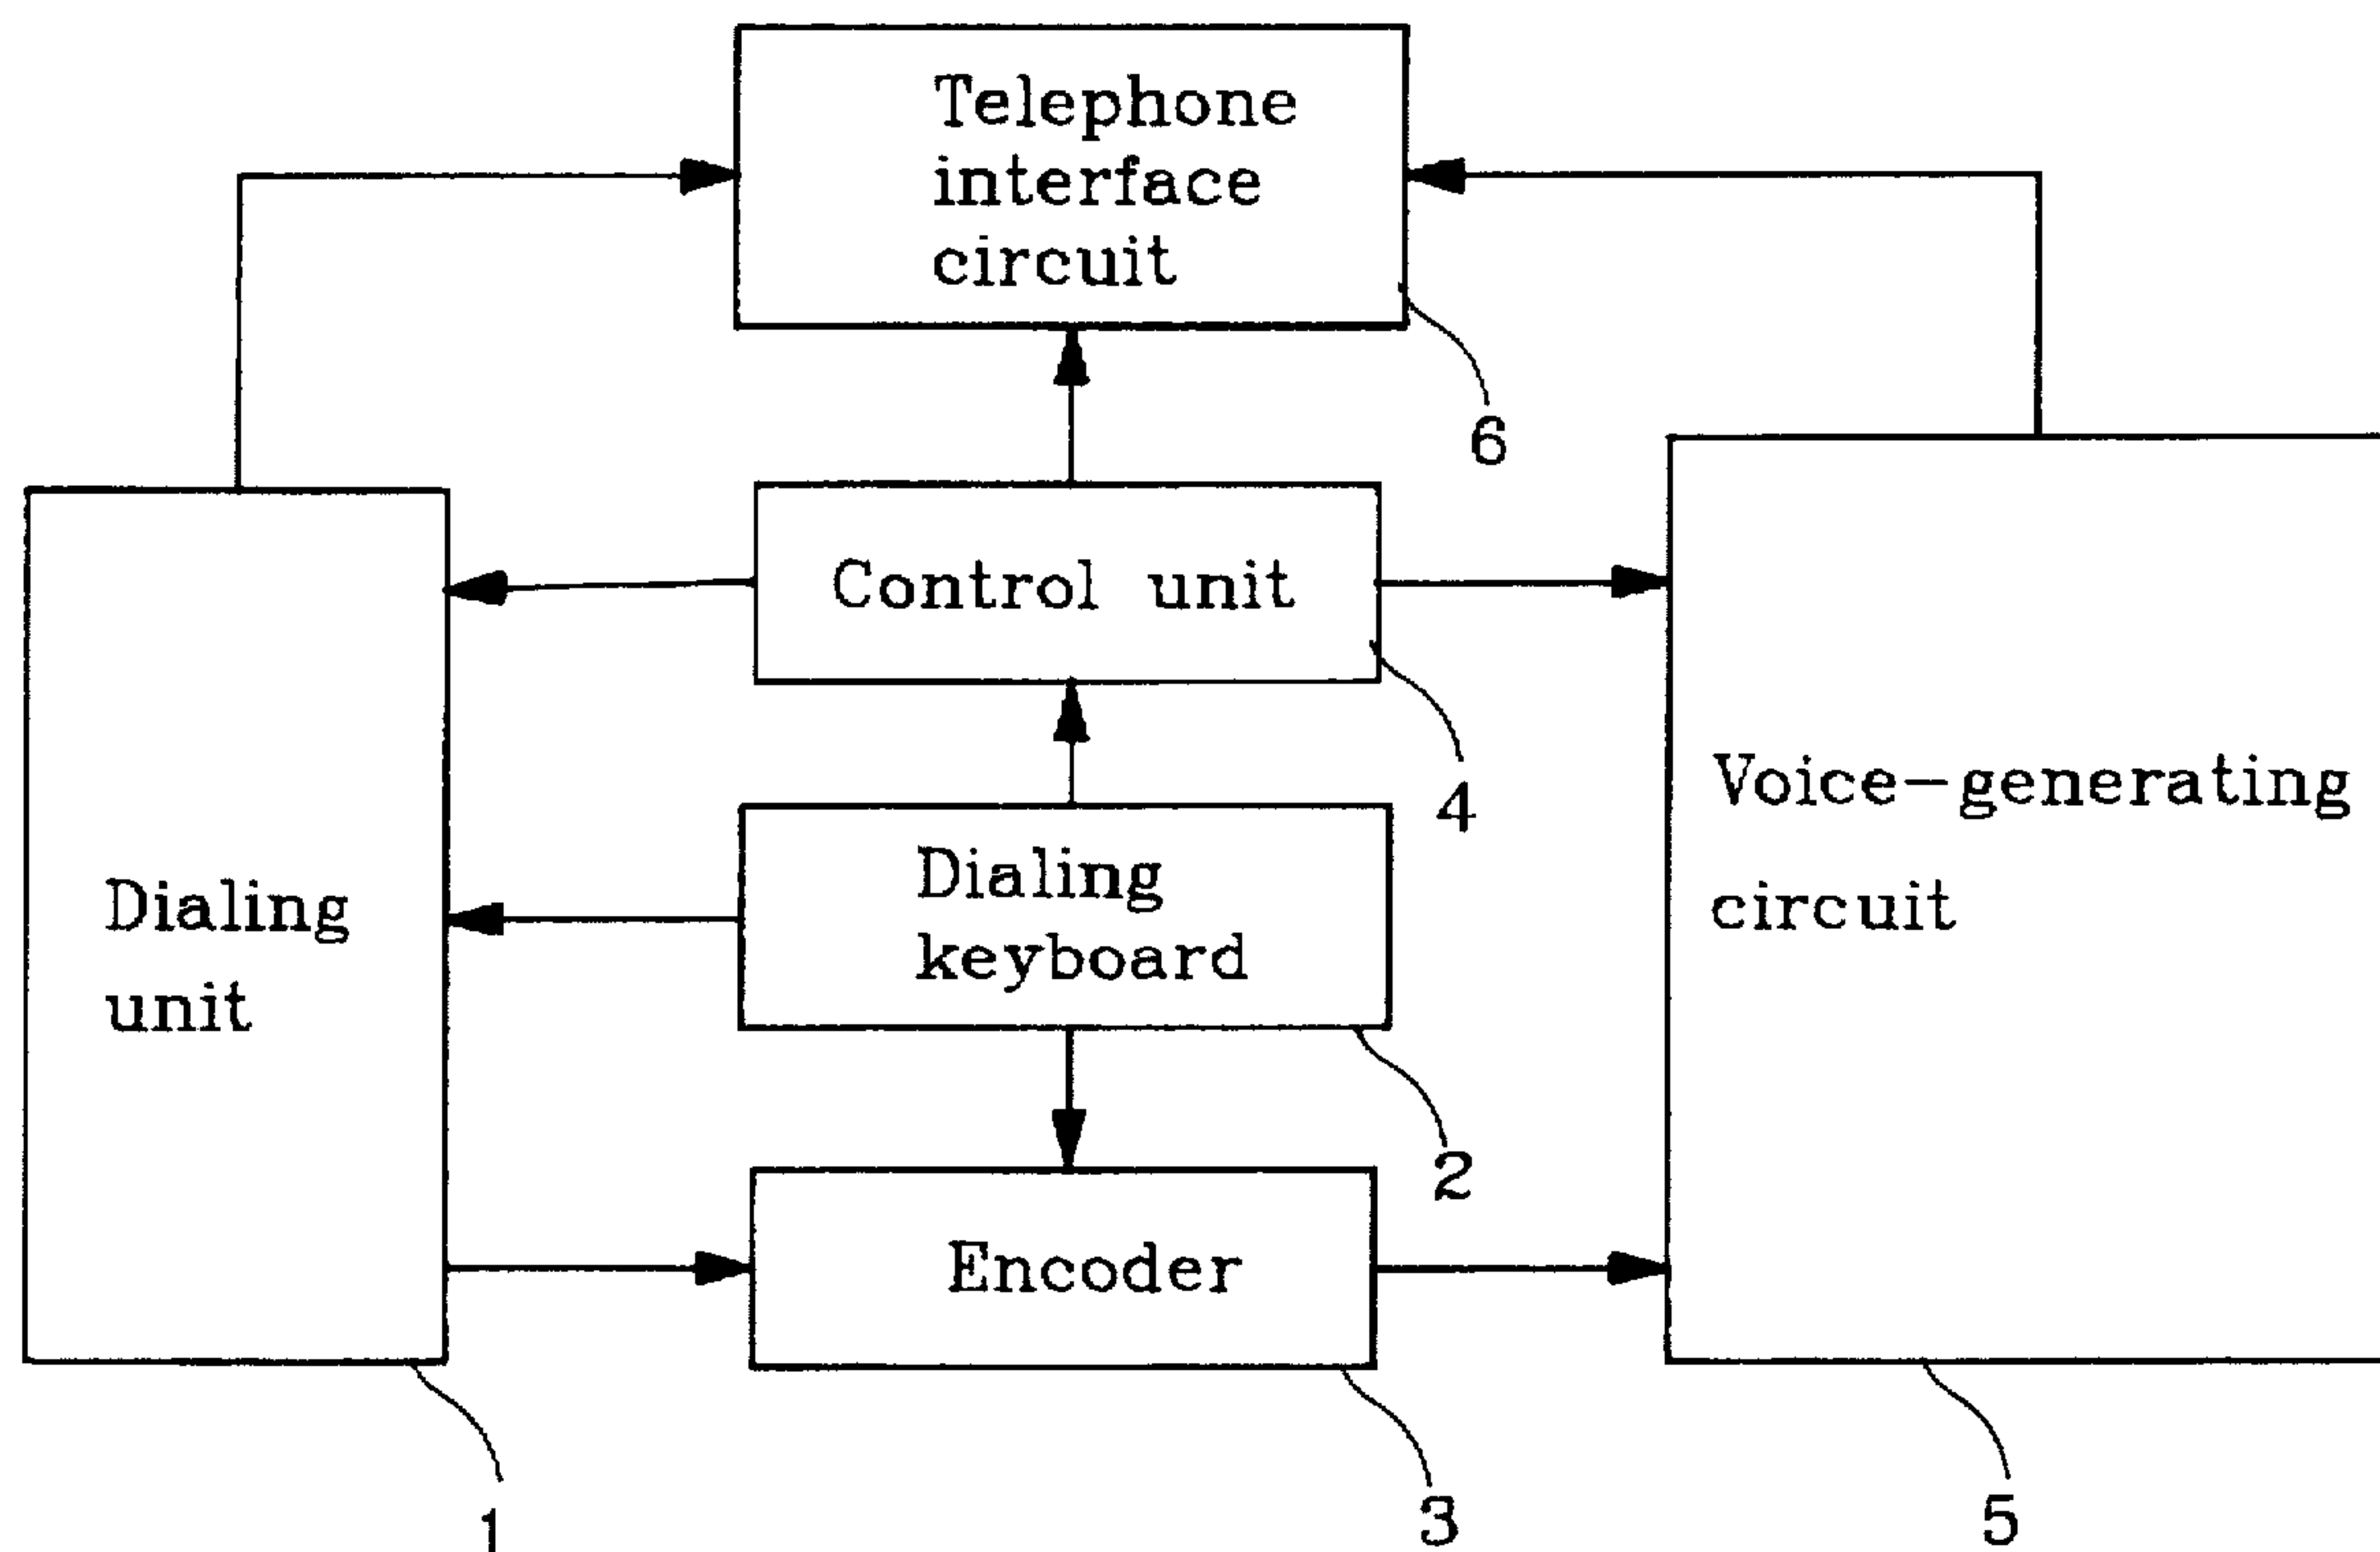 Telephone
interface
circuit
6
Control unit
4
Voice-generating
circuit
Dialing
unit
Dialing
keyboard
2
Encoder
1
3
5